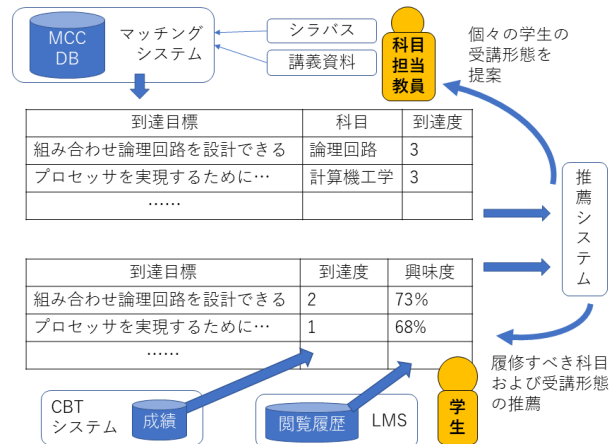 MCC
DB
マッチング
システム
シラバス
講義資料
科目
担当
教員
個々の学生の
受講形態を
提案
到達目標 科目 到達度
組み合わせ論理回路を設計できる 論理回路 3
プロセッサを実現するために… 計算機工学 3
……
推薦システム
到達目標 到達度 興味度
組み合わせ論理回路を設計できる 2 73%
プロセッサを実現するために… 1 68%
……
履修すべき科目
および受講形態
の推薦
CBT
システム
成績
閲覧履歴
LMS
学
生